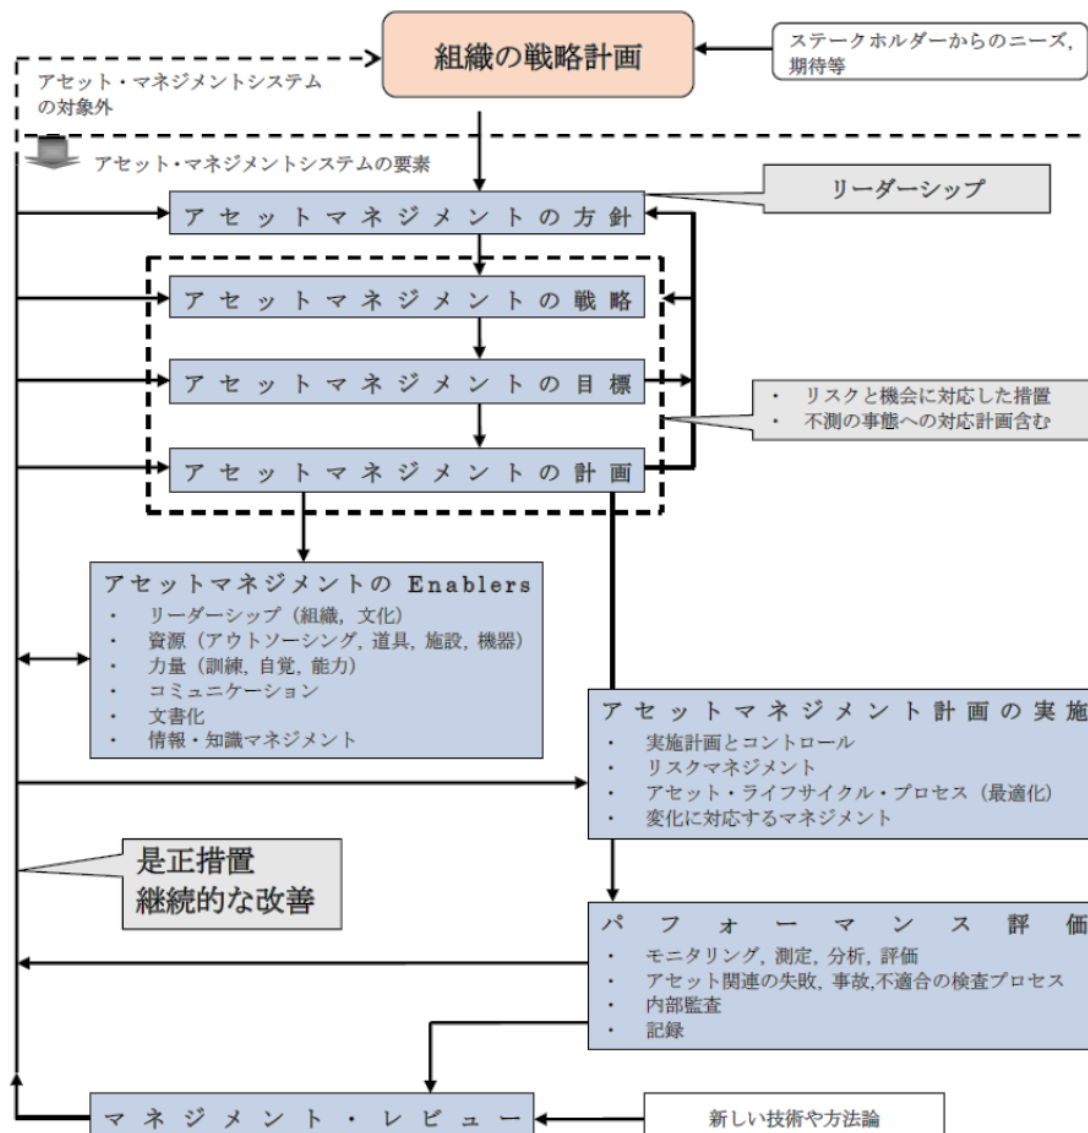 組織の戦略計画
ステークホルダーからのニーズ,
期待等
アセット・マネジメントシステム
の対象外
アセット・マネジメントシステムの要素
リーダーシップ
アセットマネジメントの方針
アセットマネジメントの戦略
アセットマネジメントの目標
・ リスクと機会に対応した措置
・ 不測の事態への対応計画含む
アセットマネジメントの計画
アセットマネジメントの Enablers
・ リーダーシップ（組織, 文化）
・ 資源（アウトソーシング, 道具, 施設, 機器）
・ 力量（訓練, 自覚, 能力）
・ コミュニケーション
・ 文書化
・ 情報・知識マネジメント
アセットマネジメント計画の実施
・ 実施計画とコントロール
・ リスクマネジメント
・ アセット・ライフサイクル・プロセス（最適化）
・ 変化に対応するマネジメント
是正措置
継続的な改善
パフォーマンス評価
・ モニタリング, 測定, 分析, 評価
・ アセット関連の失敗, 事故,不適合の検査プロセス
・ 内部監査
・ 記録
マネジメント・レビュー
新しい技術や方法論